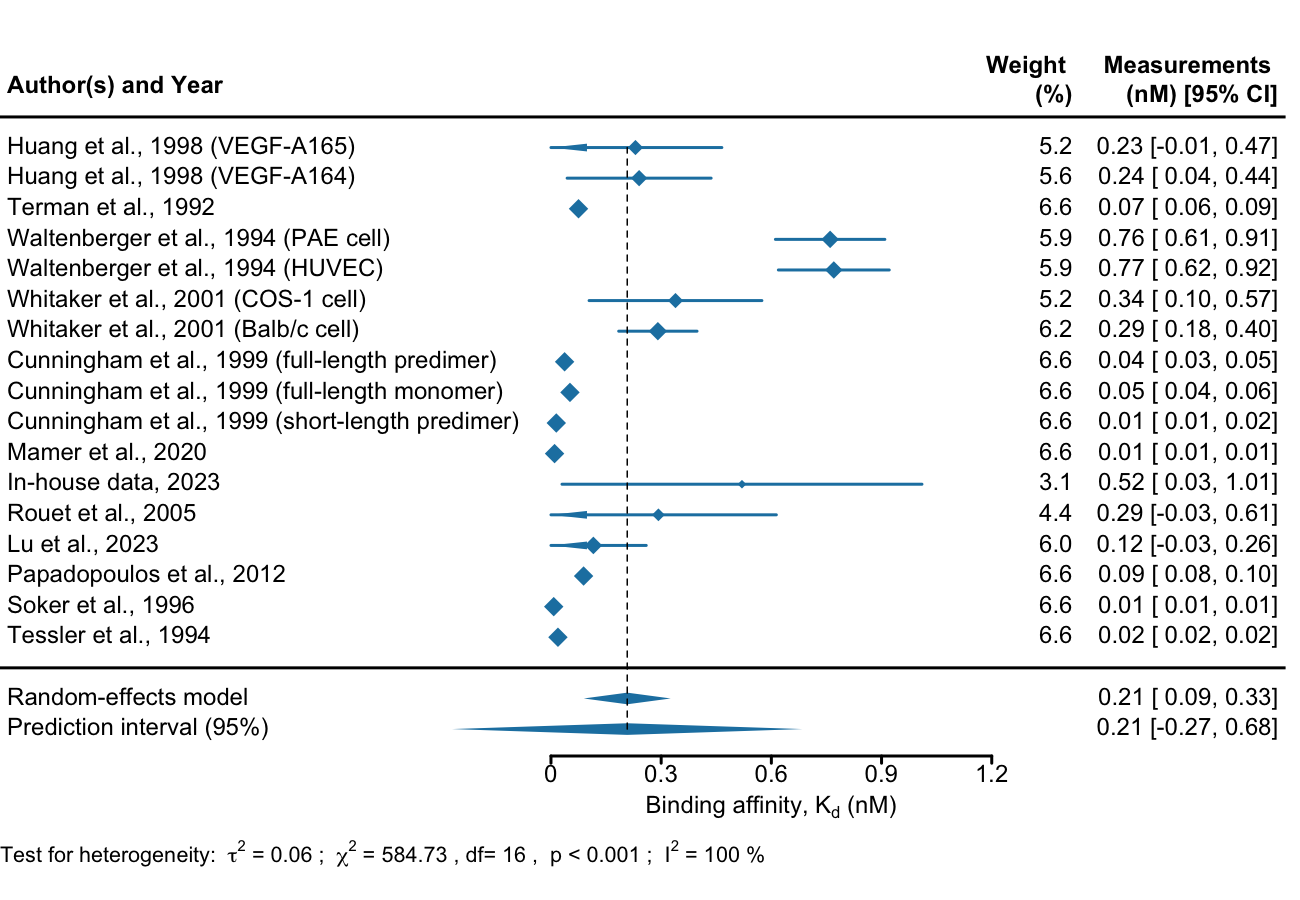 Weight Measurements
Author(s) and Year
(%) (nM) [95% CI]
Huang et al., 1998 (VEGF-A165) 5.2 0.23 [-0.01, 0.47]
Huang et al., 1998 (VEGF-A164) 5.6 0.24 [ 0.04, 0.44]
Terman et al., 1992 6.6 0.07 [ 0.06, 0.09]
Waltenberger et al., 1994 (PAE cell) 5.9 0.76 [ 0.61, 0.91]
Waltenberger et al., 1994 (HUVEC) 5.9 0.77 [ 0.62, 0.92]
Whitaker et al., 2001 (COS-1 cell) 5.2 0.34 [ 0.10, 0.57]
Whitaker et al., 2001 (Balb/c cell) 6.2 0.29 [ 0.18, 0.40]
Cunningham et al., 1999 (full-length predimer) 6.6 0.04 [ 0.03, 0.05]
Cunningham et al., 1999 (full-length monomer) 6.6 0.05 [ 0.04, 0.06]
Cunningham et al., 1999 (short-length predimer) 6.6 0.01 [ 0.01, 0.02]
Mamer et al., 2020 6.6 0.01 [ 0.01, 0.01]
In-house data, 2023 3.1 0.52 [ 0.03, 1.01]
Rouet et al., 2005 4.4 0.29 [-0.03, 0.61]
Lu et al., 2023 6.0 0.12 [-0.03, 0.26]
Papadopoulos et al., 2012 6.6 0.09 [ 0.08, 0.10]
Soker et al., 1996 6.6 0.01 [ 0.01, 0.01]
Tessler et al., 1994 6.6 0.02 [ 0.02, 0.02]
Random-effects model 0.21 [ 0.09, 0.33]
Prediction interval (95%) 0.21 [-0.27, 0.68]
0 0.3 0.6 0.9 1.2
Binding affinity, K_d (nM)
Test for heterogeneity: τ² = 0.06 ; χ² = 584.73 , df= 16 , p < 0.001 ; I² = 100 %